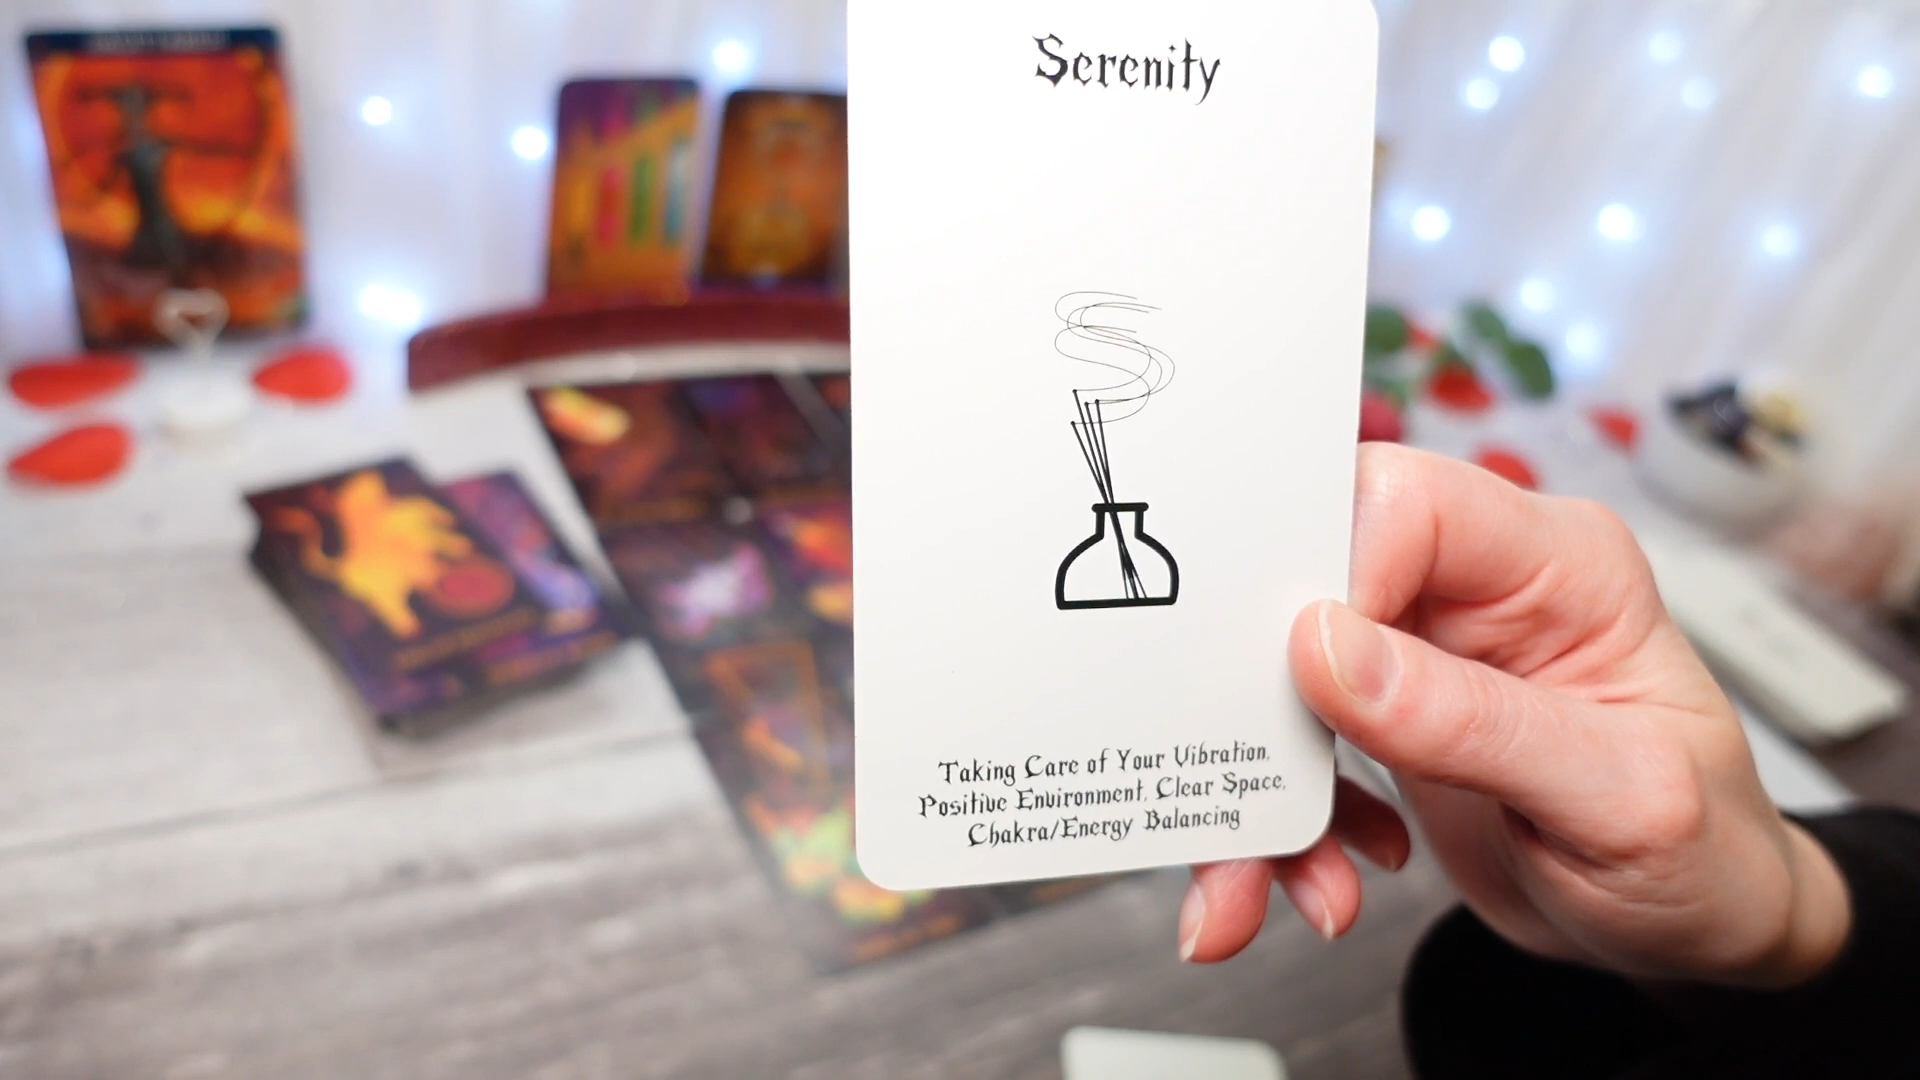 Serenity
Taking Care of Your Vibration,
Positive Environment, Clear Space,
Chakra/Energy Balancing